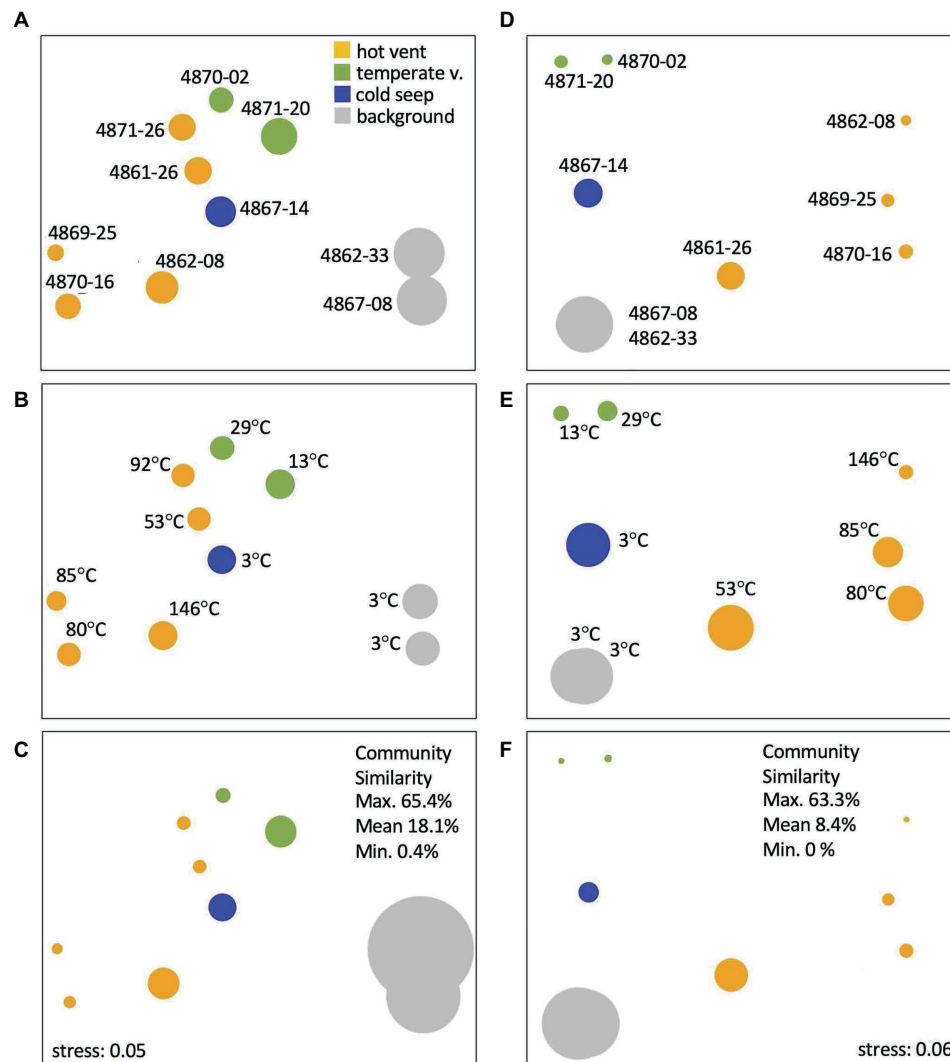 A
hot vent
temperate v.
cold seep
background
4870-02
4871-20
4871-26
4861-26
4867-14
4869-25
4862-08
4870-16
4862-33
4867-08
D
4870-02
4871-20
4862-08
4867-14
4869-25
4861-26
4870-16
4867-08
4862-33
B
29°C
92°C
13°C
53°C
3°C
85°C
146°C
80°C
3°C
3°C
E
13°C
29°C
146°C
3°C
85°C
53°C
80°C
3°C
3°C
C
Community
Similarity
Max. 65.4%
Mean 18.1%
Min. 0.4%
stress: 0.05
F
Community
Similarity
Max. 63.3%
Mean 8.4%
Min. 0 %
stress: 0.06